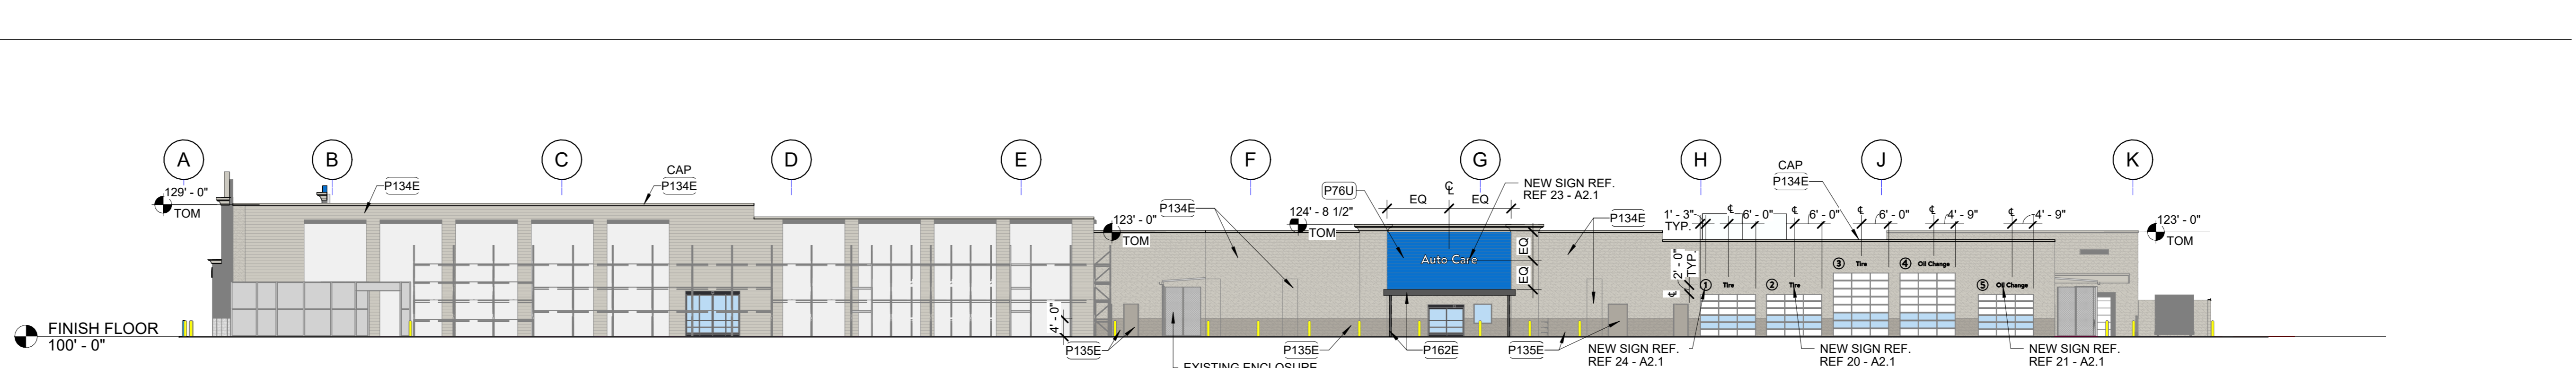 A
B
C
D
E
F
G
H
J
K
129' - 0"
TOM
P134E
CAP
P134E
123' - 0"
TOM
P134E
124' - 8 1/2"
TOM
P76U
EQ
℄
EQ
NEW SIGN REF.
REF 23 - A2.1
EQ
EQ
Auto Care
P134E
1' - 3"
TYP.
℄
6' - 0"
℄
6' - 0"
CAP
P134E
℄
6' - 0"
℄
4' - 9"
℄
4' - 9"
123' - 0"
TOM
2' - 0"
TYP.
℄
1 Tire
2 Tire
3 Tire
4 Oil Change
5 Oil Change
FINISH FLOOR
100' - 0"
4' - 0"
P135E
EXISTING ENCLOSURE
P135E
P162E
P135E
NEW SIGN REF.
REF 24 - A2.1
NEW SIGN REF.
REF 20 - A2.1
NEW SIGN REF.
REF 21 - A2.1